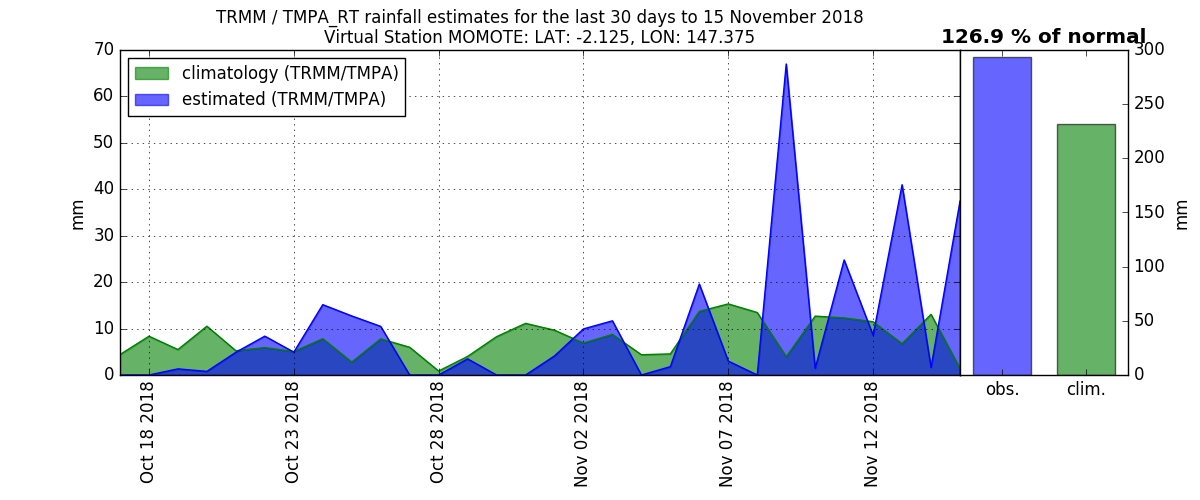 TRMM / TMPA_RT rainfall estimates for the last 30 days to 15 November 2018
Virtual Station MOMOTE: LAT: -2.125, LON: 147.375
126.9 % of normal
climatology (TRMM/TMPA)
estimated (TRMM/TMPA)
mm
70
60
50
40
30
20
10
0
Oct 18 2018
Oct 23 2018
Oct 28 2018
Nov 02 2018
Nov 07 2018
Nov 12 2018
obs.
clim.
300
250
200
150
100
50
0
mm